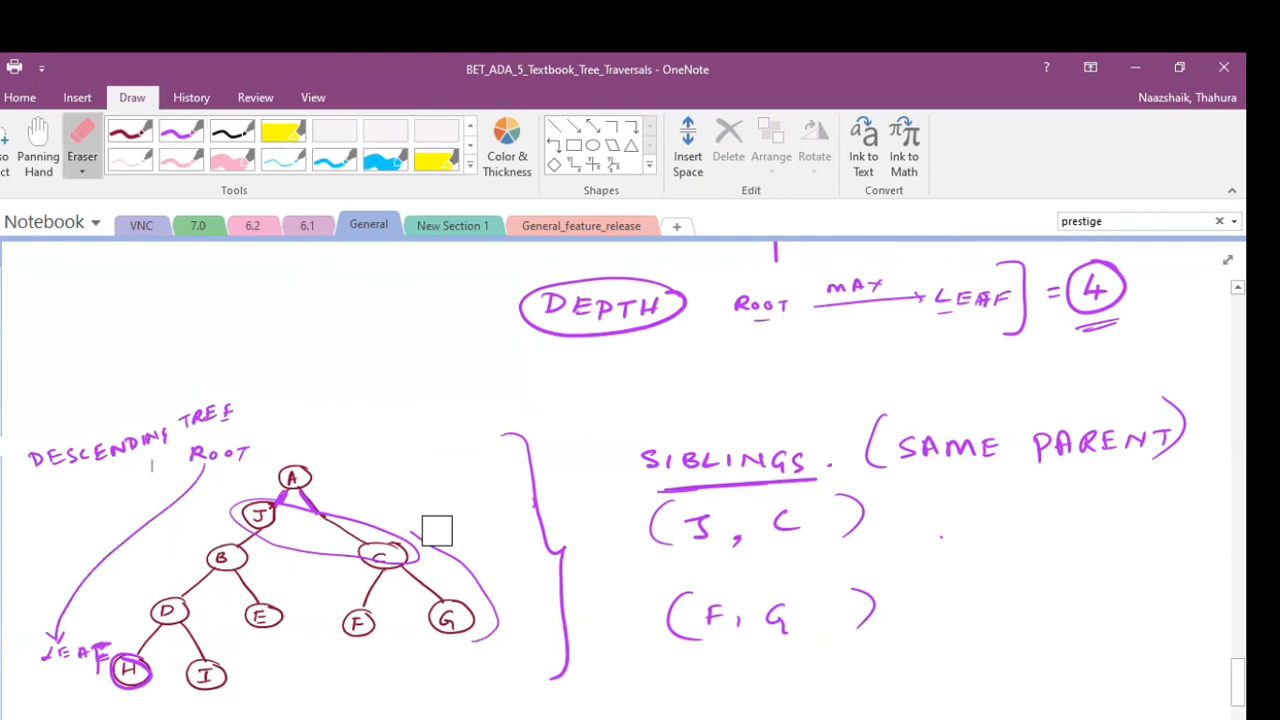 BET_ADA_5_Textbook_Tree_Traversals - OneNote
?
Naazshaik, Thahura
Home Insert Draw History Review View
Panning Hand
Eraser
Color & Thickness
Insert Space
Delete
Arrange
Rotate
Ink to Text
Ink to Math
Tools
Shapes
Edit
Convert
Notebook
VNC
7.0
6.2
6.1
General
New Section 1
General_feature_release
+
prestige
DEPTH ROOT MAX LEAF = 4
DESCENDING TREE
ROOT
SIBLINGS. (SAME PARENT)
A
J
(J, C )
B C
D E F G
(F, G )
LEAF
H I